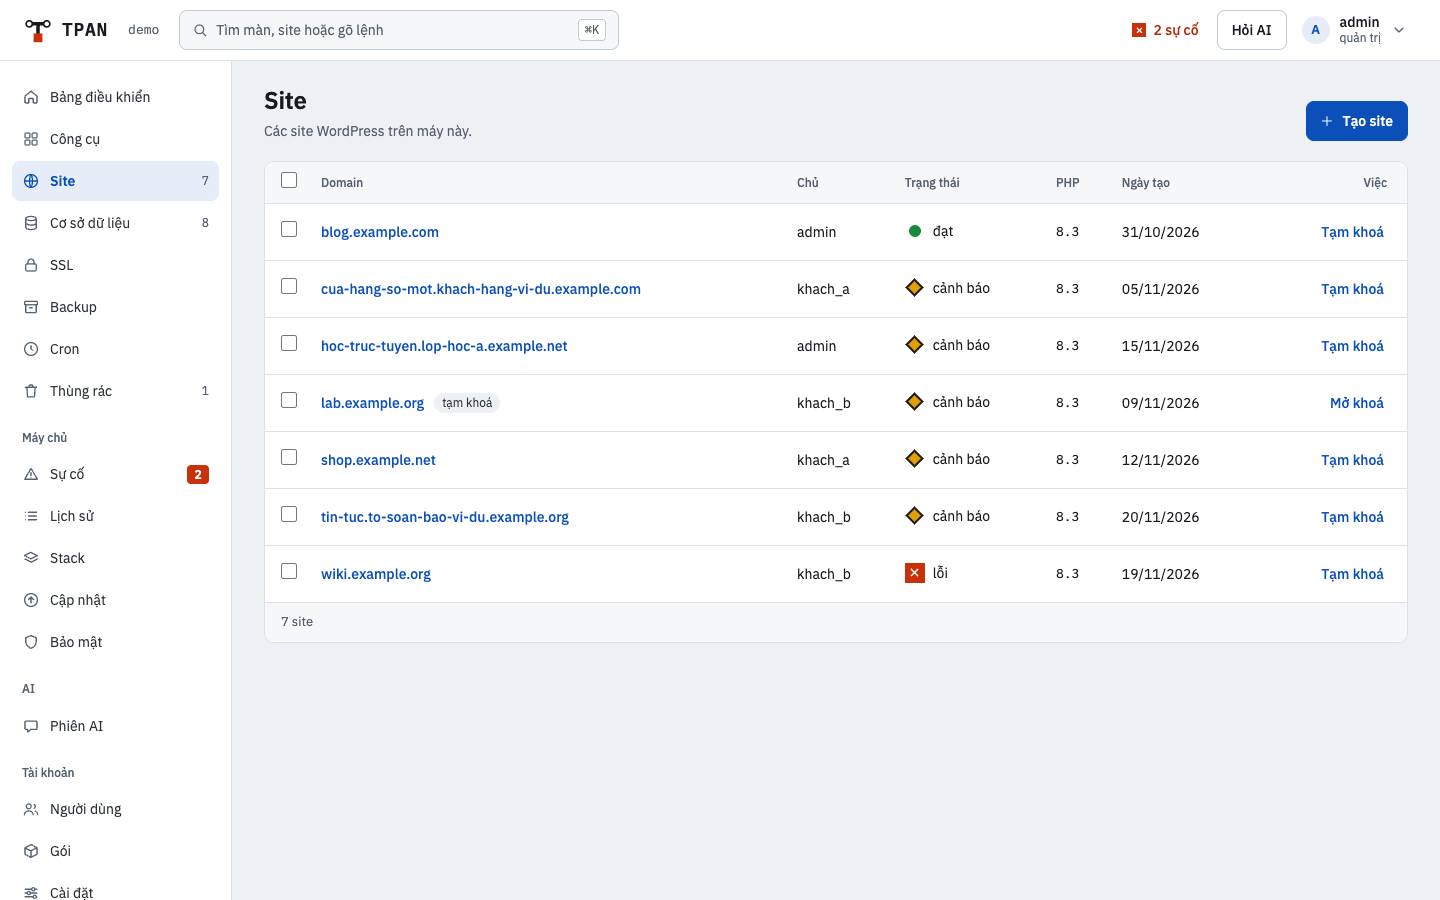 TPAN demo
Tìm màn, site hoặc gõ lệnh ⌘K
2 sự cố
Hỏi AI
A admin
quản trị
Bảng điều khiển
Công cụ
Site 7
Cơ sở dữ liệu 8
SSL
Backup
Cron
Thùng rác 1
Máy chủ
Sự cố 2
Lịch sử
Stack
Cập nhật
Bảo mật
AI
Phiên AI
Tài khoản
Người dùng
Gói
Cài đặt
Site
Các site WordPress trên máy này.
+ Tạo site
Domain Chủ Trạng thái PHP Ngày tạo Việc
blog.example.com admin đạt 8.3 31/10/2026 Tạm khoá
cua-hang-so-mot.khach-hang-vi-du.example.com khach_a cảnh báo 8.3 05/11/2026 Tạm khoá
hoc-truc-tuyen.lop-hoc-a.example.net admin cảnh báo 8.3 15/11/2026 Tạm khoá
lab.example.org tạm khoá khach_b cảnh báo 8.3 09/11/2026 Mở khoá
shop.example.net khach_a cảnh báo 8.3 12/11/2026 Tạm khoá
tin-tuc.to-soan-bao-vi-du.example.org khach_b cảnh báo 8.3 20/11/2026 Tạm khoá
wiki.example.org khach_b lỗi 8.3 19/11/2026 Tạm khoá
7 site